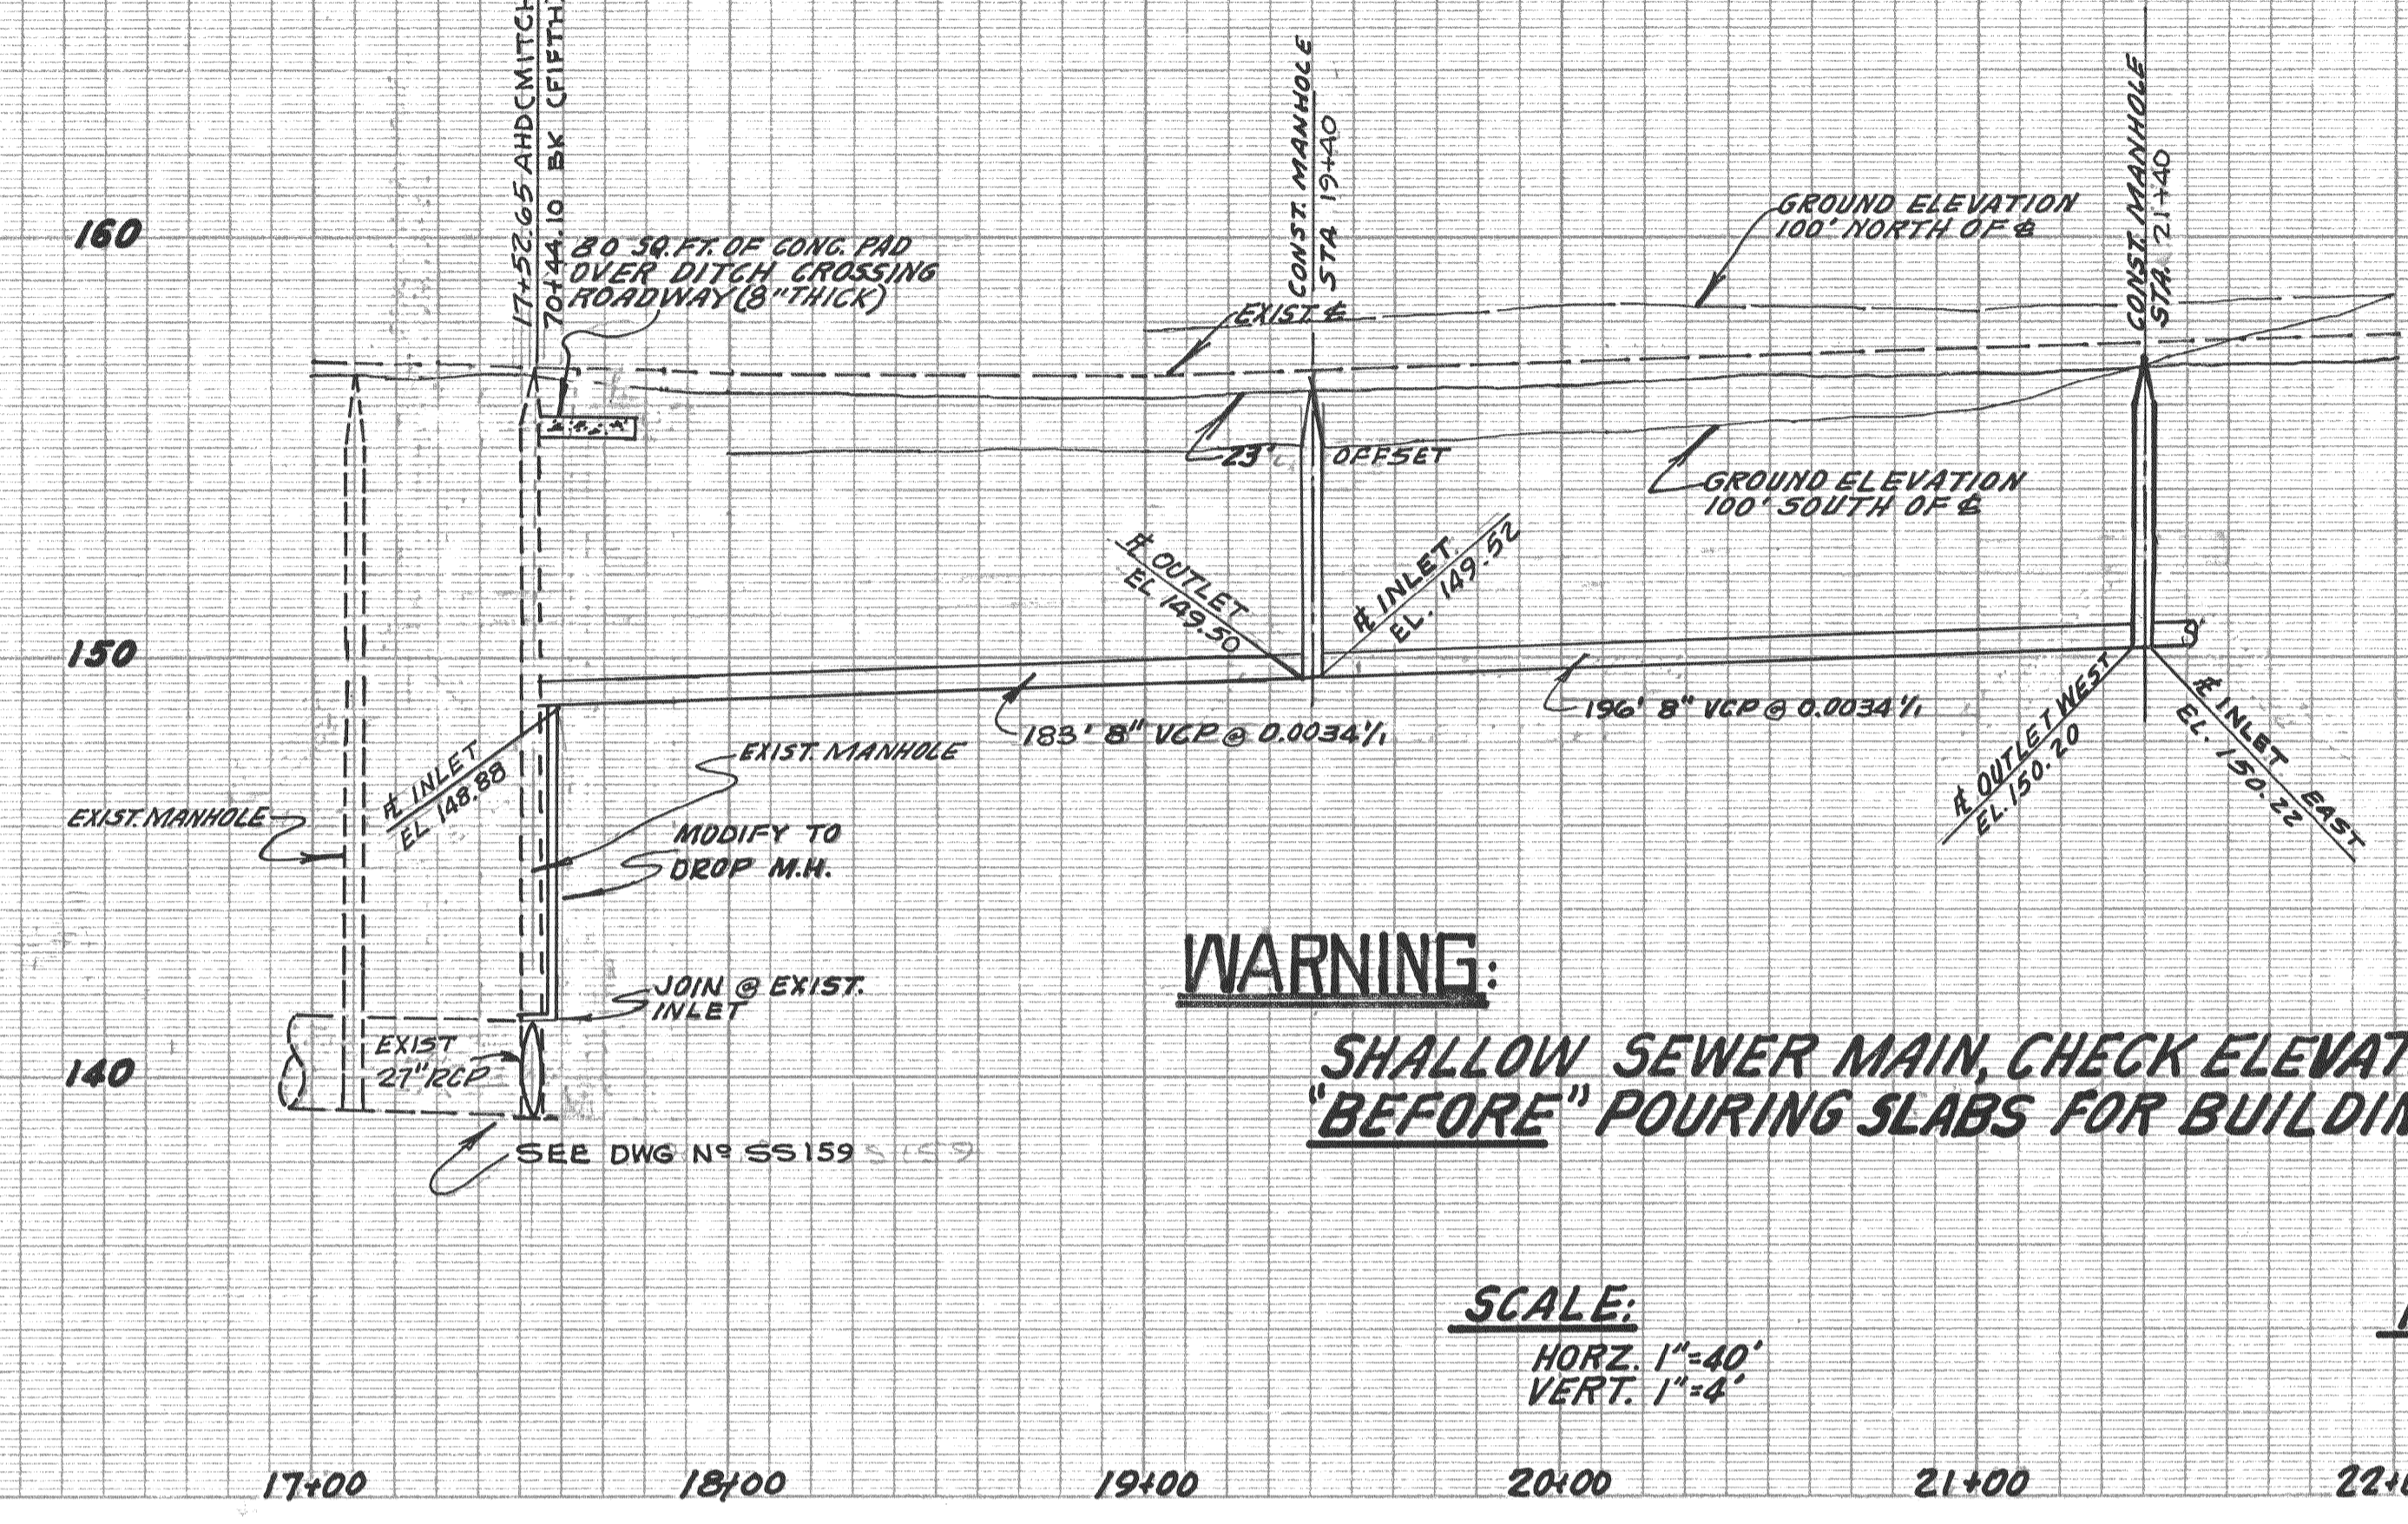 17+52.65 AHD(MITCH
70+44.10 BK (FIFTH
160
80 SQ.FT. OF CONC. PAD
OVER DITCH CROSSING
ROADWAY (8" THICK)
CONST. MANHOLE
STA 19+40
EXIST ℄
GROUND ELEVATION
100' NORTH OF ℄
CONST. MANHOLE
STA. 21+40
23' OFFSET
GROUND ELEVATION
100' SOUTH OF ℄
150
OUTLET
EL 149.50
INLET
EL. 149.52
183' 8" VCP @ 0.0034 1/1
196' 8" VCP @ 0.0034 1/1
OUTLET WEST
EL. 150.20
INLET EAST
EL. 150.22
INLET
EL 148.88
EXIST. MANHOLE
EXIST. MANHOLE
MODIFY TO
DROP M.H.
JOIN @ EXIST.
INLET
140
EXIST
27" RCP
SEE DWG Nº SS159
WARNING:
SHALLOW SEWER MAIN, CHECK ELEVAT
"BEFORE" POURING SLABS FOR BUILDIN
SCALE:
HORZ. 1"=40'
VERT. 1"=4'
17+00 18+00 19+00 20+00 21+00